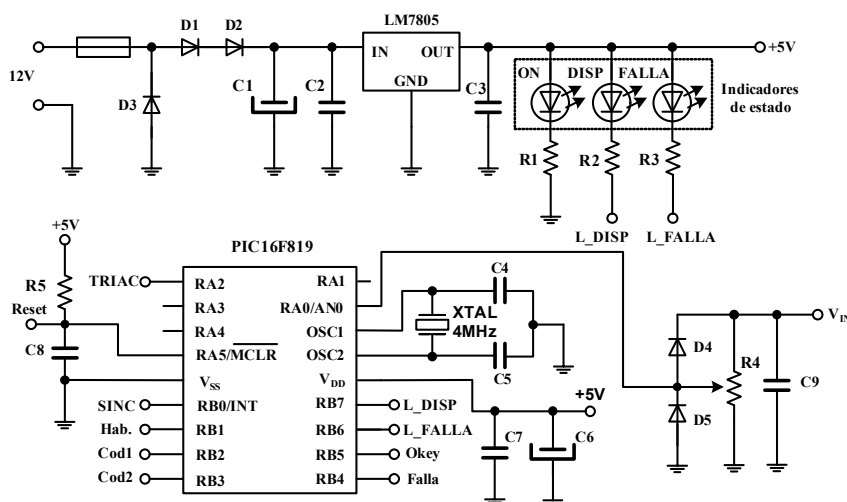 D1 D2 LM7805
IN OUT +5V
12V
GND
C1 C2 C3 D3
ON DISP FALLA
Indicadores
de estado
R1 R2 R3
L_DISP L_FALLA
+5V
PIC16F819
R5
TRIAC RA2 RA1
C4
Reset RA3 RA0/AN0
XTAL
4MHz
RA4 OSC1
C8 RA5/MCLR OSC2
C5
VSS VDD
SINC RB0/INT RB7 L_DISP
+5V
Hab. RB1 RB6 L_FALLA
C7 C6
Cod1 RB2 RB5 Okey
Cod2 RB3 RB4 Falla
VIN
D4 R4 C9
D5